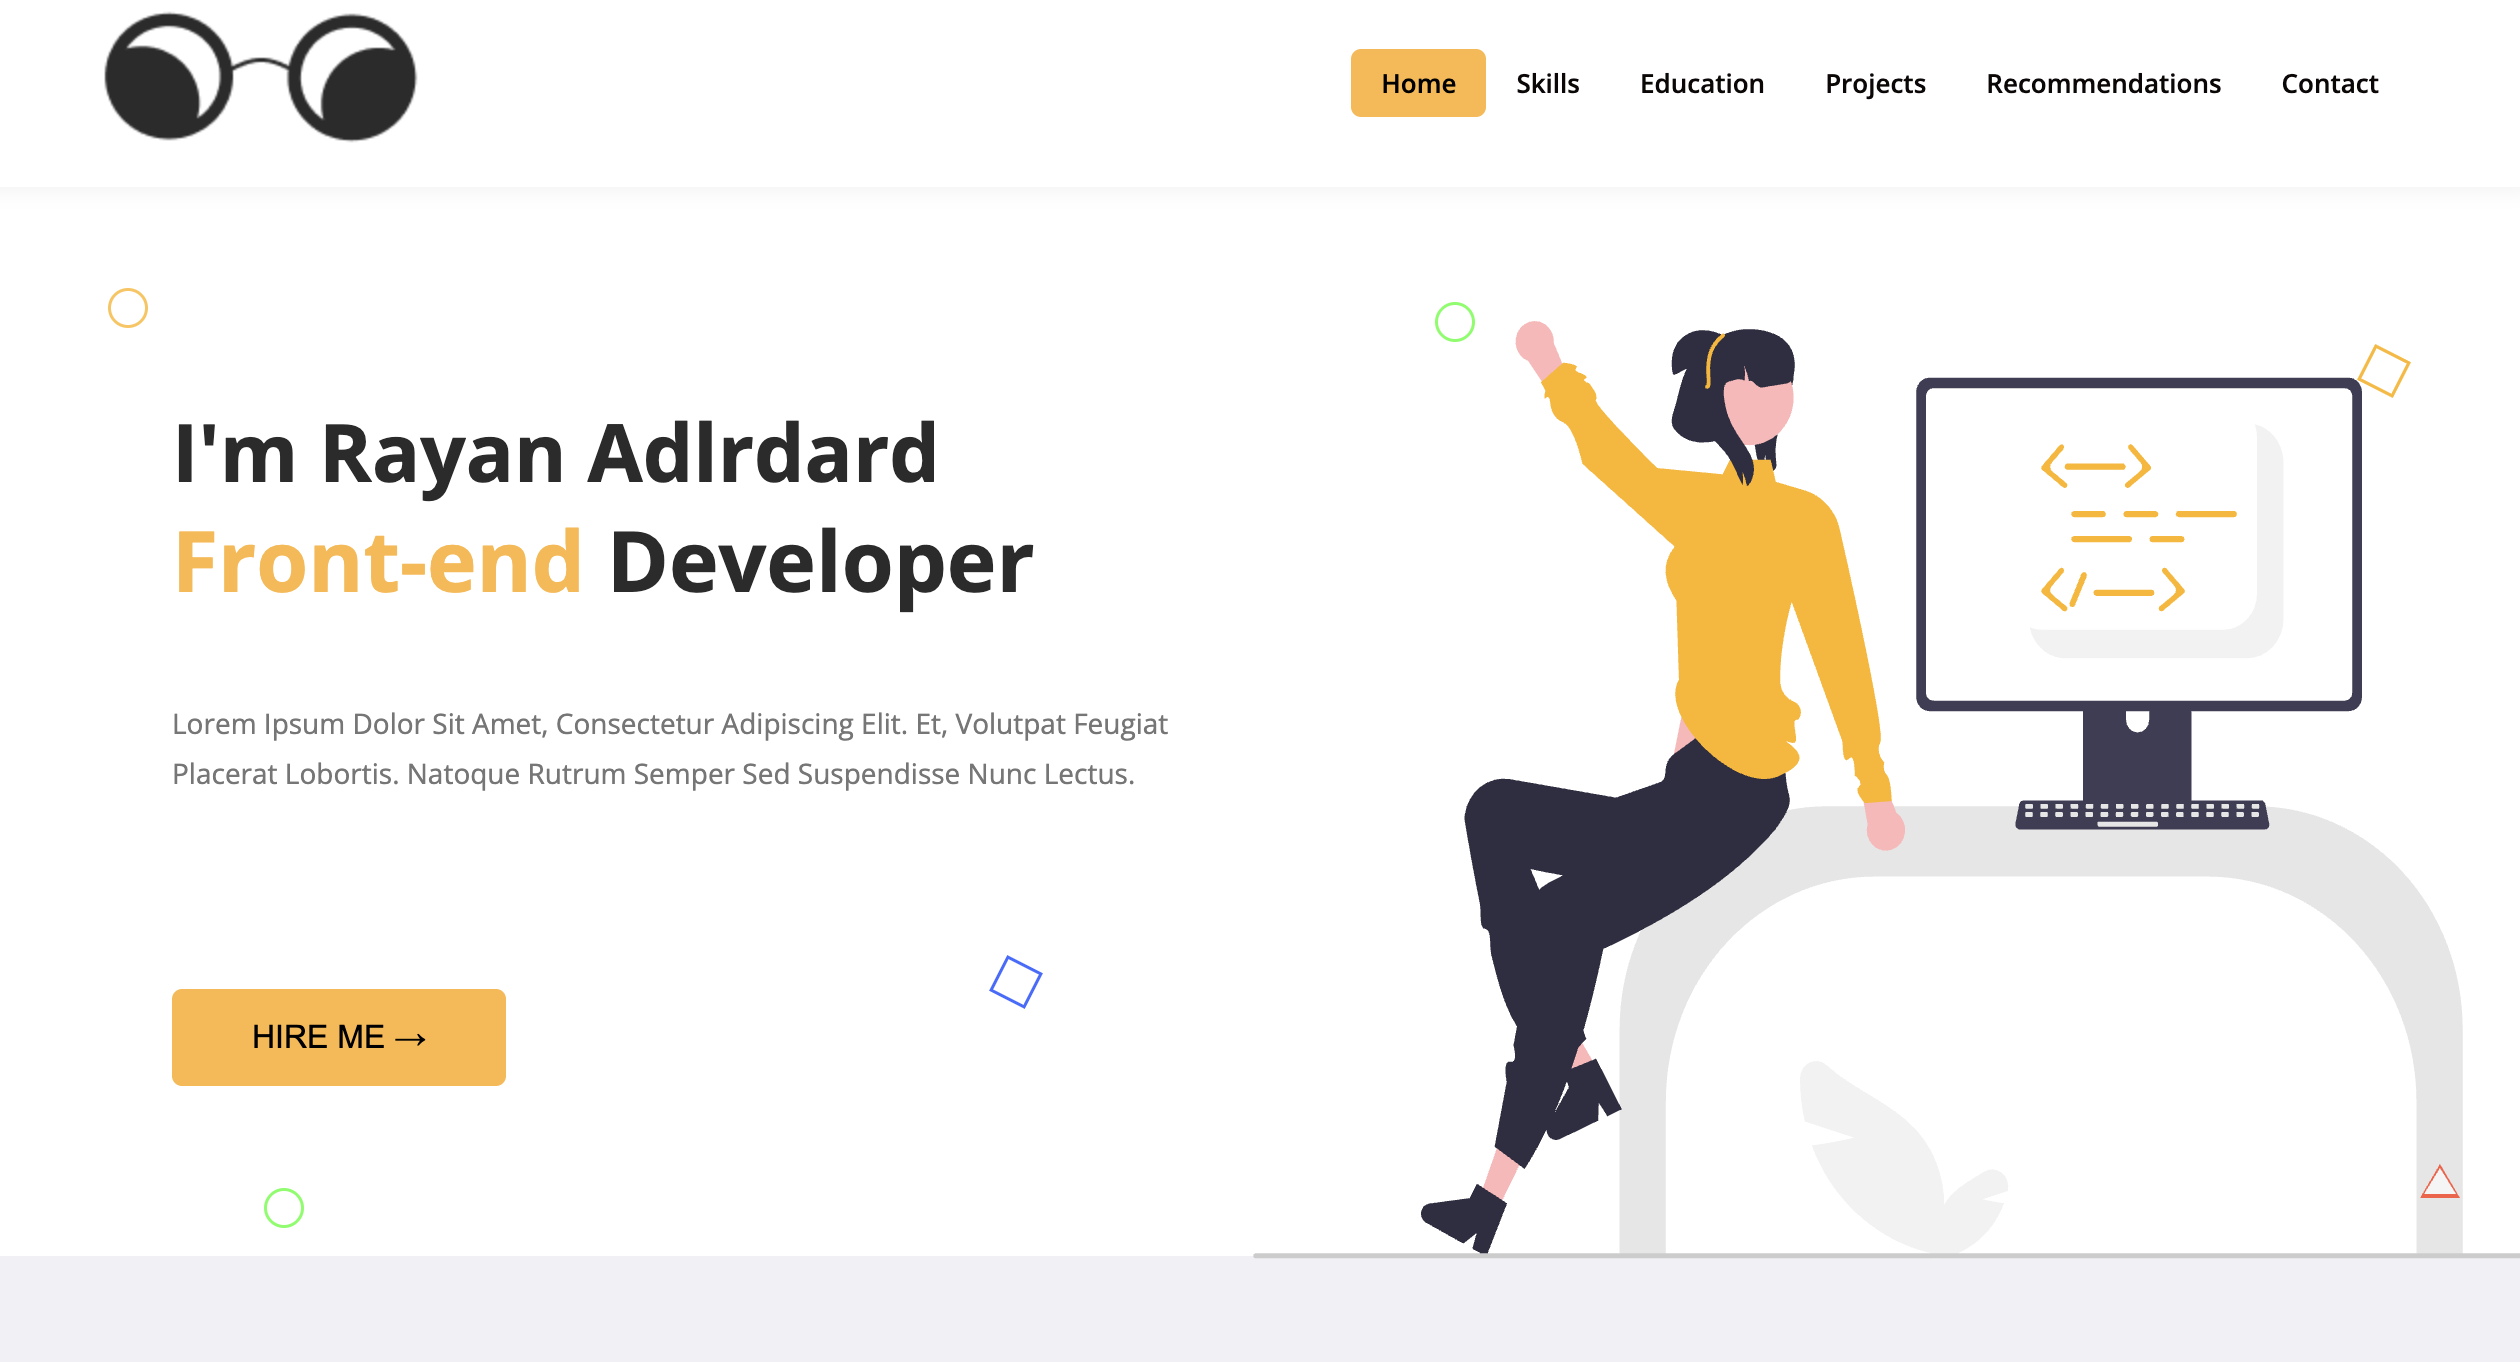 Home Skills Education Projects Recommendations Contact
I'm Rayan Adlrdard
Front-end Developer
Lorem Ipsum Dolor Sit Amet, Consectetur Adipiscing Elit. Et, Volutpat Feugiat
Placerat Lobortis. Natoque Rutrum Semper Sed Suspendisse Nunc Lectus.
HIRE ME →